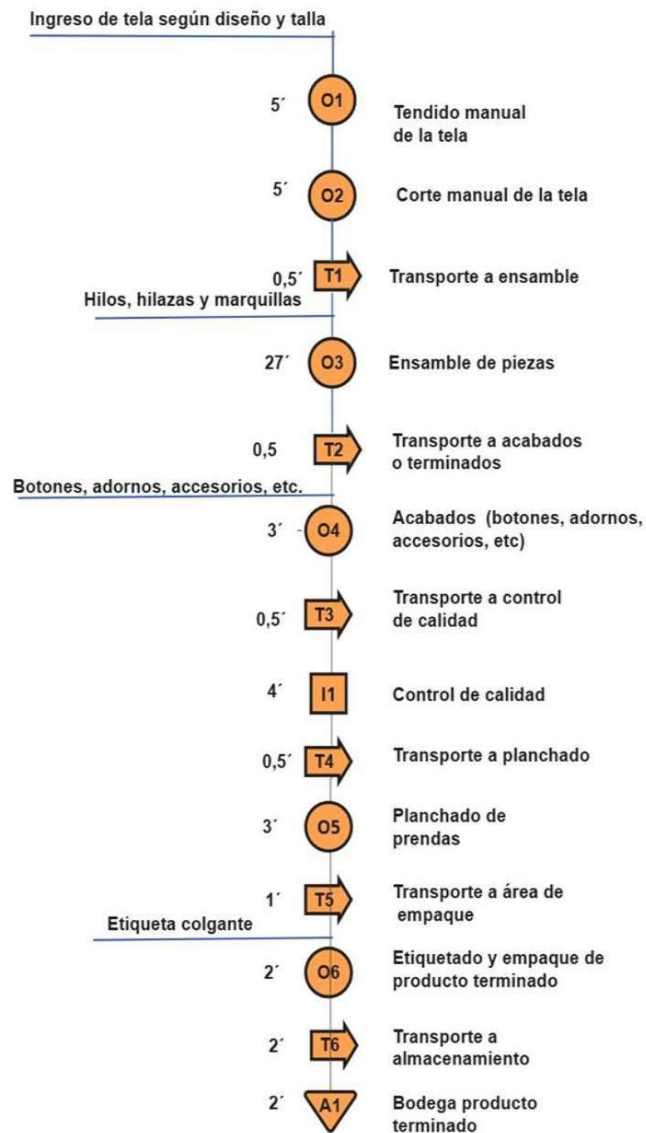 Ingreso de tela según diseño y talla
5´
O1
Tendido manual
de la tela
5´
O2
Corte manual de la tela
0,5´
T1
Transporte a ensamble
Hilos, hilazas y marquillas
27´
O3
Ensamble de piezas
0,5
T2
Transporte a acabados
o terminados
Botones, adornos, accesorios, etc.
3´
O4
Acabados (botones, adornos,
accesorios, etc)
0,5´
T3
Transporte a control
de calidad
4´
I1
Control de calidad
0,5´
T4
Transporte a planchado
3´
O5
Planchado de
prendas
1´
T5
Transporte a área de
empaque
Etiqueta colgante
2´
O6
Etiquetado y empaque de
producto terminado
2´
T6
Transporte a
almacenamiento
2´
A1
Bodega producto
terminado